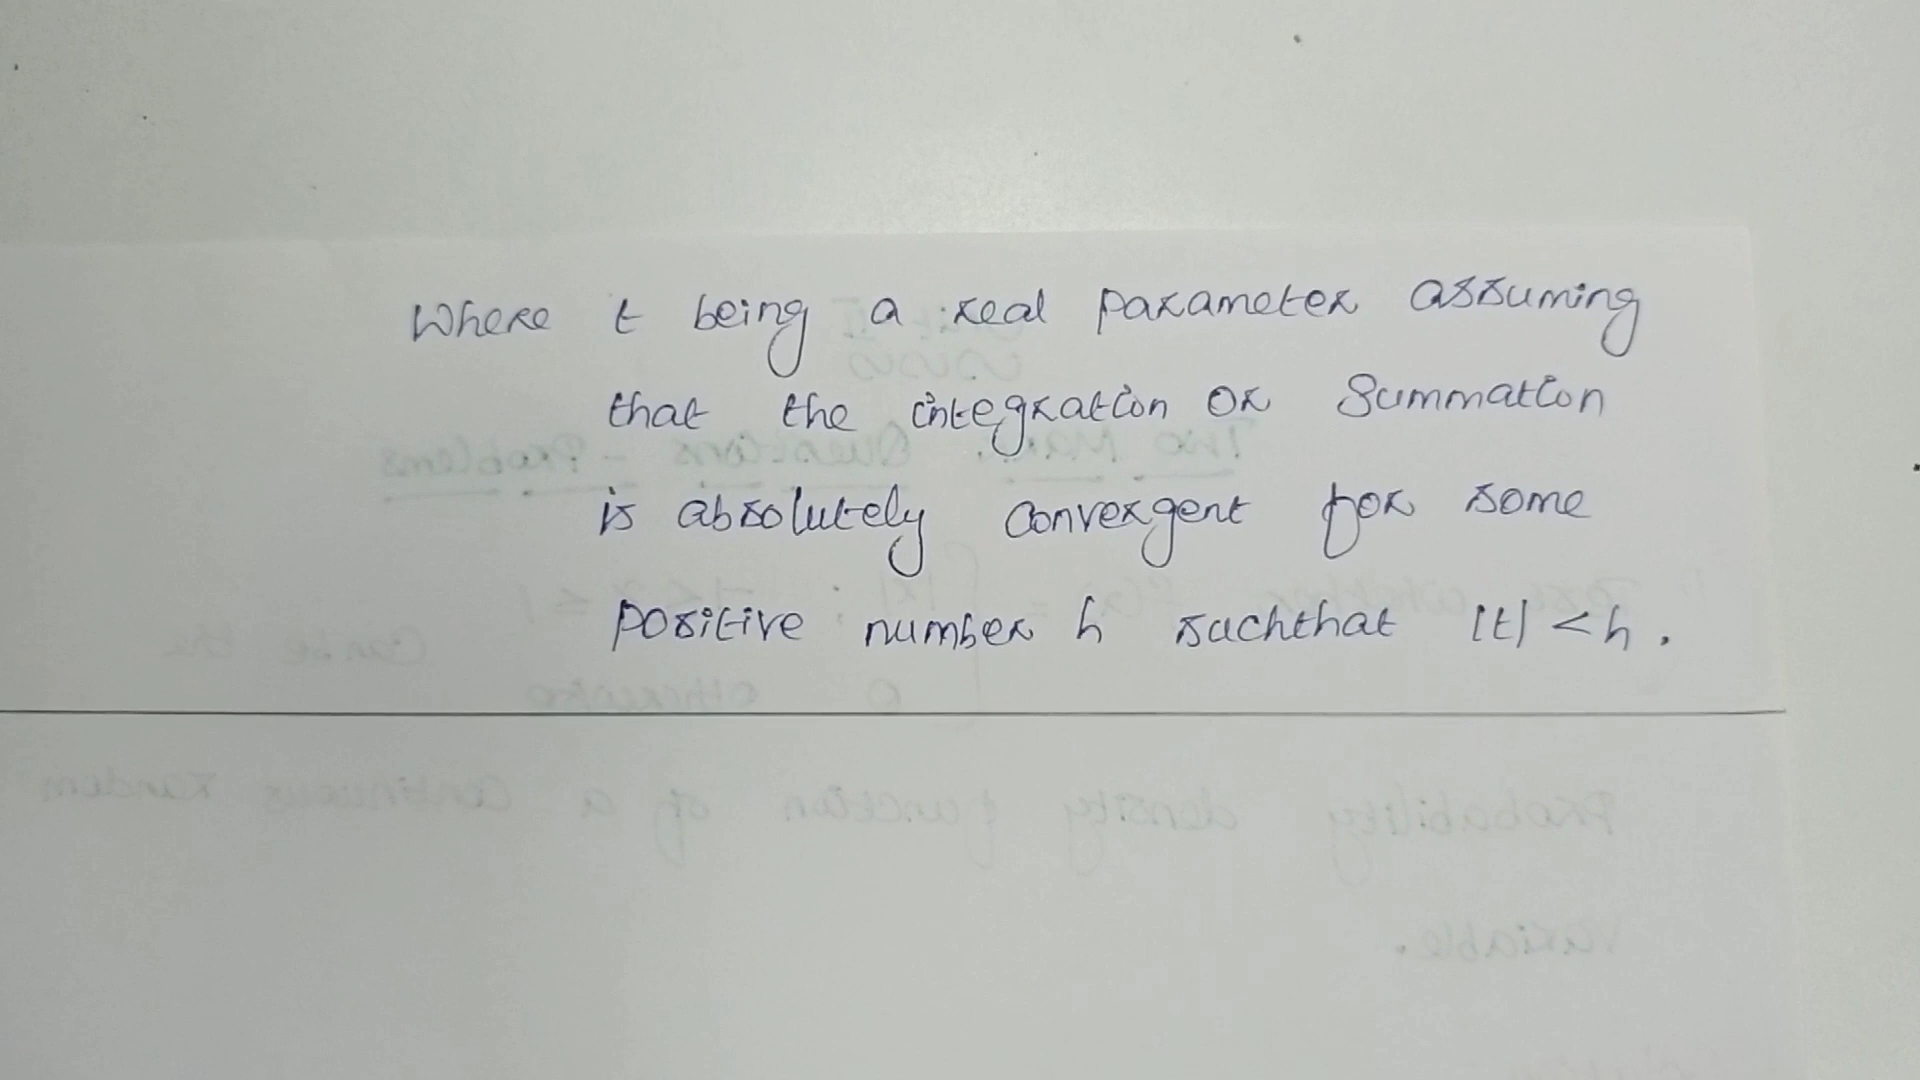 Where t being a real parameter assuming
that the integration or Summation
is absolutely convergent for some
positive number h suchthat |t| < h.